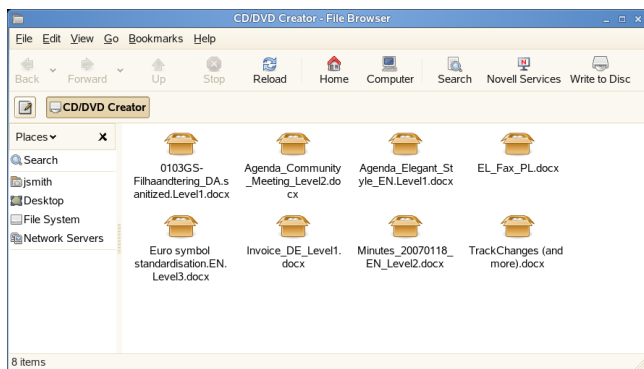 CD/DVD Creator - File Browser
File Edit View Go Bookmarks Help
Back Forward Up Stop Reload Home Computer Search Novell Services Write to Disc
CD/DVD Creator
Places
Search
jsmith
Desktop
File System
Network Servers
0103GS-
Filhaandtering_DA.s
anitized.Level1.docx
Agenda_Community
_Meeting_Level2.do
cx
Agenda_Elegant_St
yle_EN.Level1.docx
EL_Fax_PL.docx
Euro symbol
standardisation.EN.
Level3.docx
Invoice_DE_Level1.
docx
Minutes_20070118_
EN_Level2.docx
TrackChanges (and
more).docx
8 items